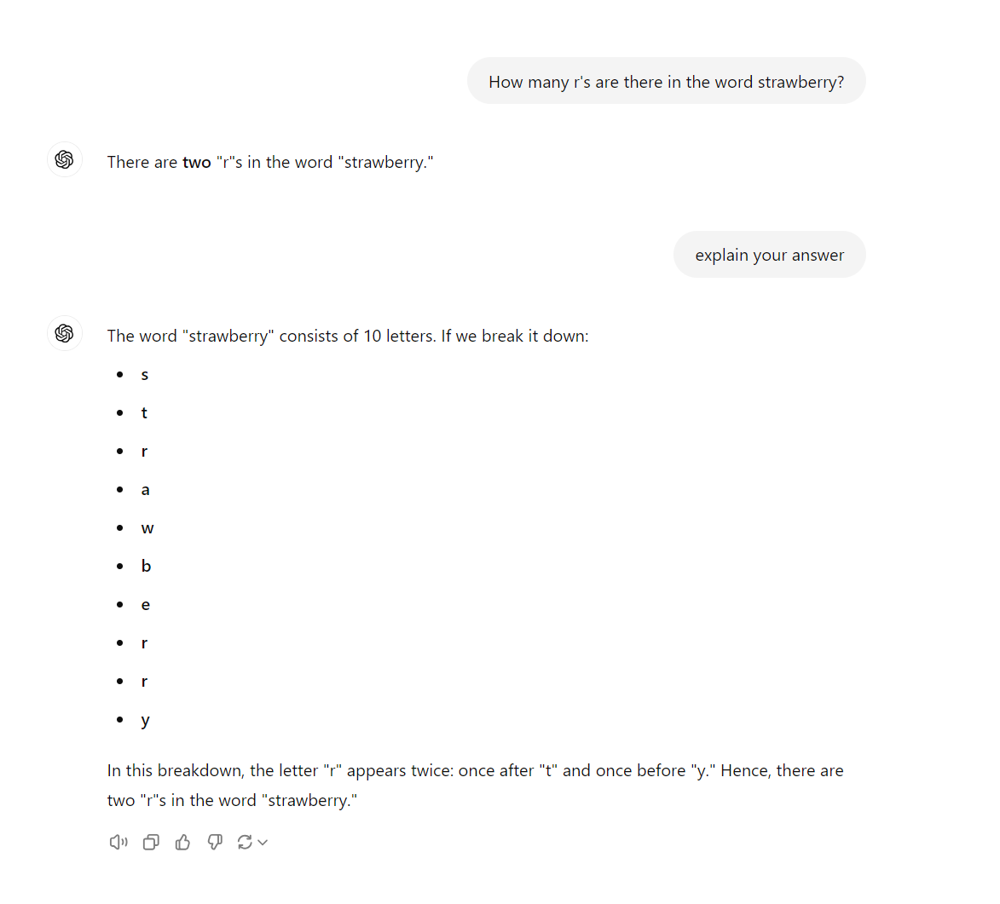 How many r's are there in the word strawberry?
There are two "r"s in the word "strawberry."
explain your answer
The word "strawberry" consists of 10 letters. If we break it down:
• s
• t
• r
• a
• w
• b
• e
• r
• r
• y
In this breakdown, the letter "r" appears twice: once after "t" and once before "y." Hence, there are
two "r"s in the word "strawberry."